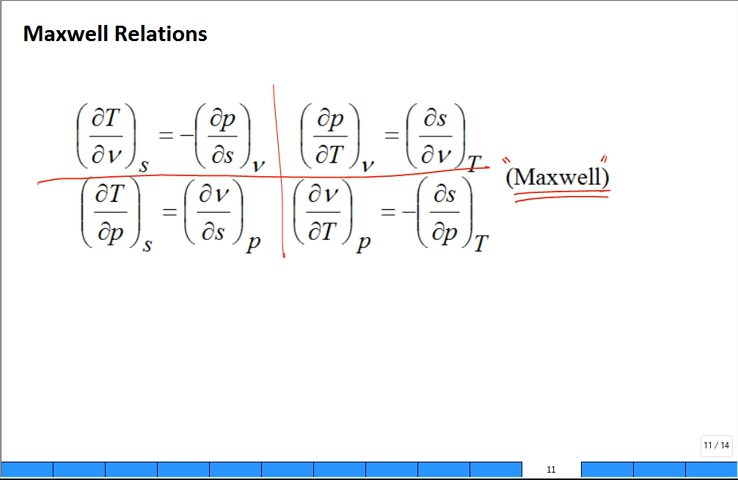 Maxwell Relations
(∂T/∂v)_s = -(∂p/∂s)_v (∂p/∂T)_v = (∂s/∂v)_T
"(Maxwell)"
(∂T/∂p)_s = (∂v/∂s)_p (∂v/∂T)_p = -(∂s/∂p)_T
11 / 14
11